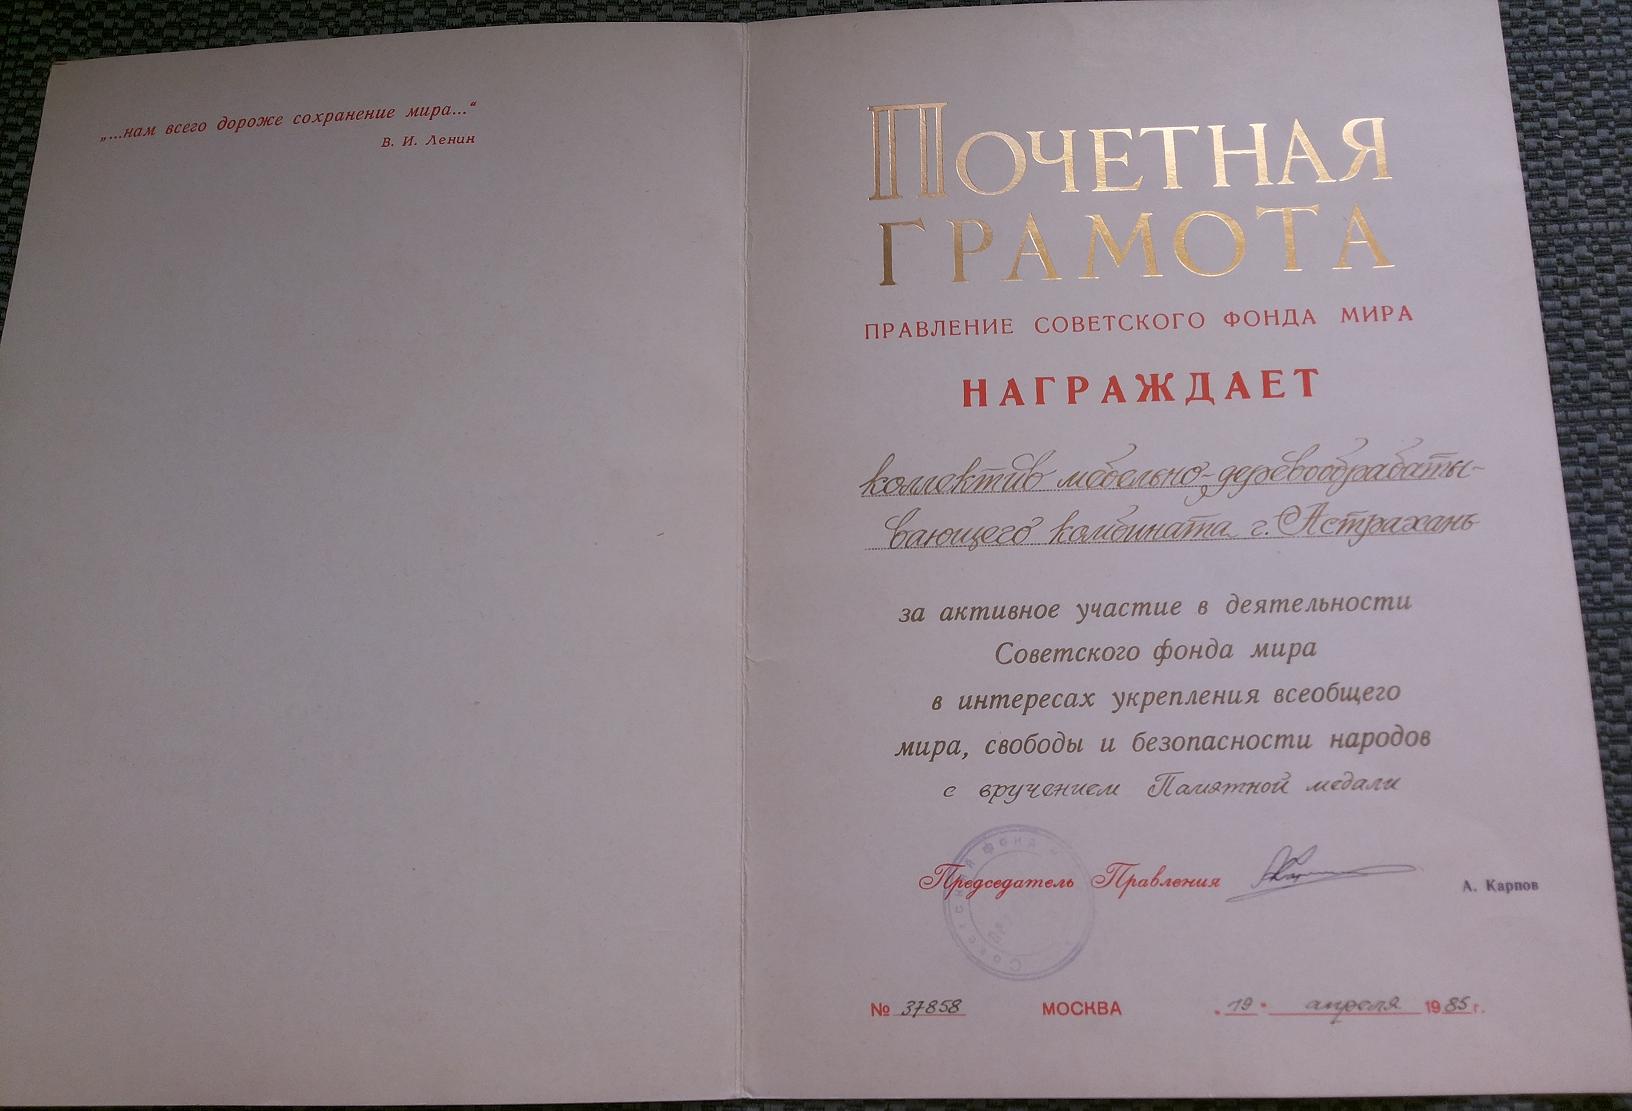 „...нам всего дороже сохранение мира...“
В. И. Ленин
ПОЧЕТНАЯ
ГРАМОТА
ПРАВЛЕНИЕ СОВЕТСКОГО ФОНДА МИРА
НАГРАЖДАЕТ
коллектив мебельно-деревообрабаты-
вающего комбината г. Астрахань
за активное участие в деятельности
Советского фонда мира
в интересах укрепления всеобщего
мира, свободы и безопасности народов
с вручением Памятной медали
Председатель Правления
А. Карпов
Советский фонд
№ 37858 МОСКВА „19“ апреля 1985 г.